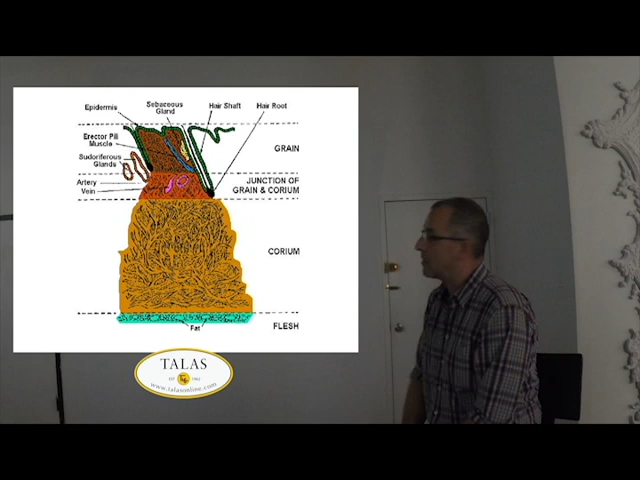 Epidermis
Sebaceous
Gland
Hair Shaft
Hair Root
Erector Pili
Muscle
GRAIN
Sudoriferous
Glands
Artery
Vein
JUNCTION OF
GRAIN & CORIUM
CORIUM
Fat
FLESH
TALAS
www.talasonline.com